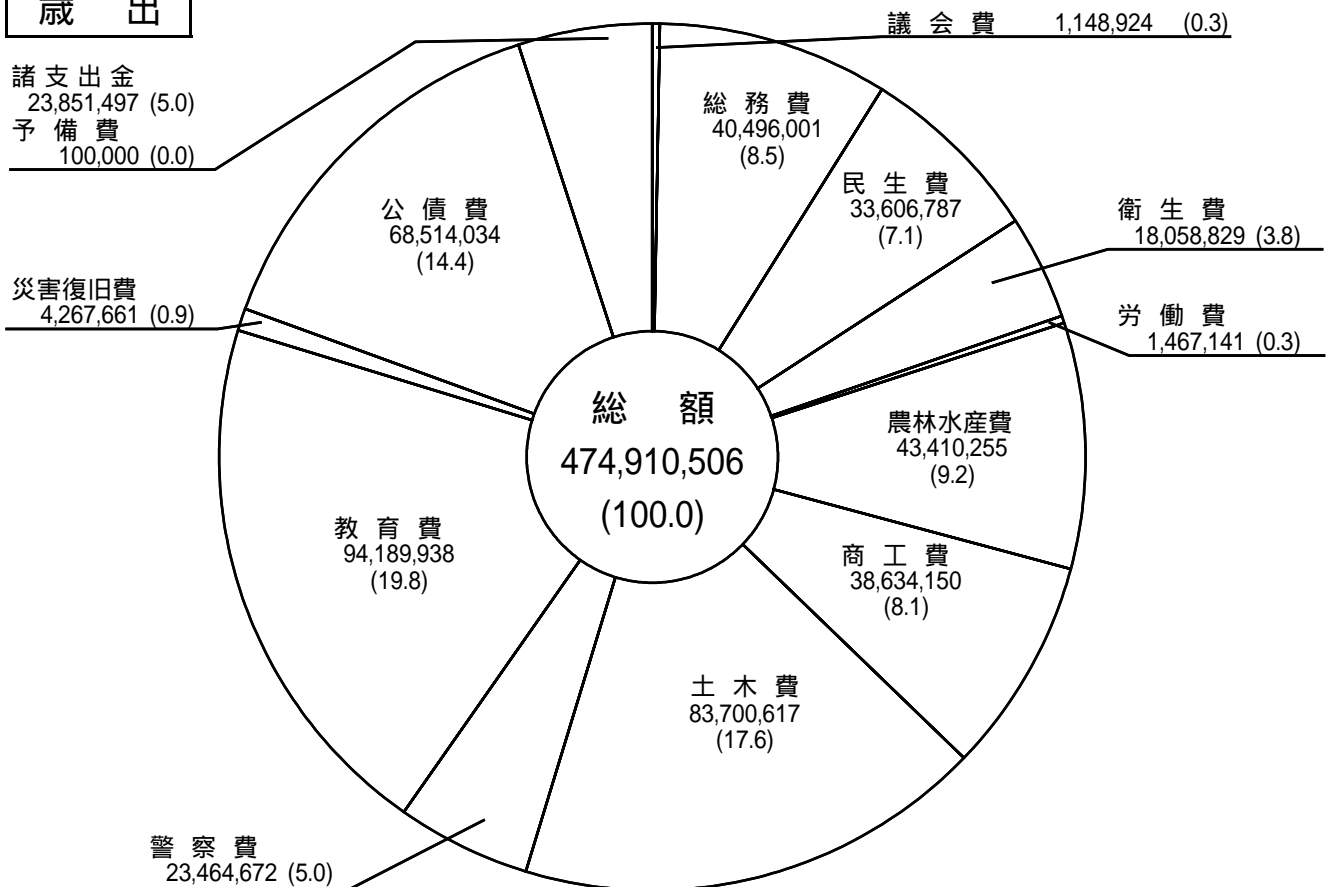 歳 出
議 会 費 1,148,924 (0.3)
諸 支 出 金
23,851,497 (5.0)
予 備 費
100,000 (0.0)
総 務 費
40,496,001
(8.5)
民 生 費
33,606,787
(7.1)
衛 生 費
18,058,829 (3.8)
労 働 費
1,467,141 (0.3)
農林水産費
43,410,255
(9.2)
商 工 費
38,634,150
(8.1)
土 木 費
83,700,617
(17.6)
警 察 費
23,464,672 (5.0)
教 育 費
94,189,938
(19.8)
災害復旧費
4,267,661 (0.9)
公 債 費
68,514,034
(14.4)
総 額
474,910,506
(100.0)